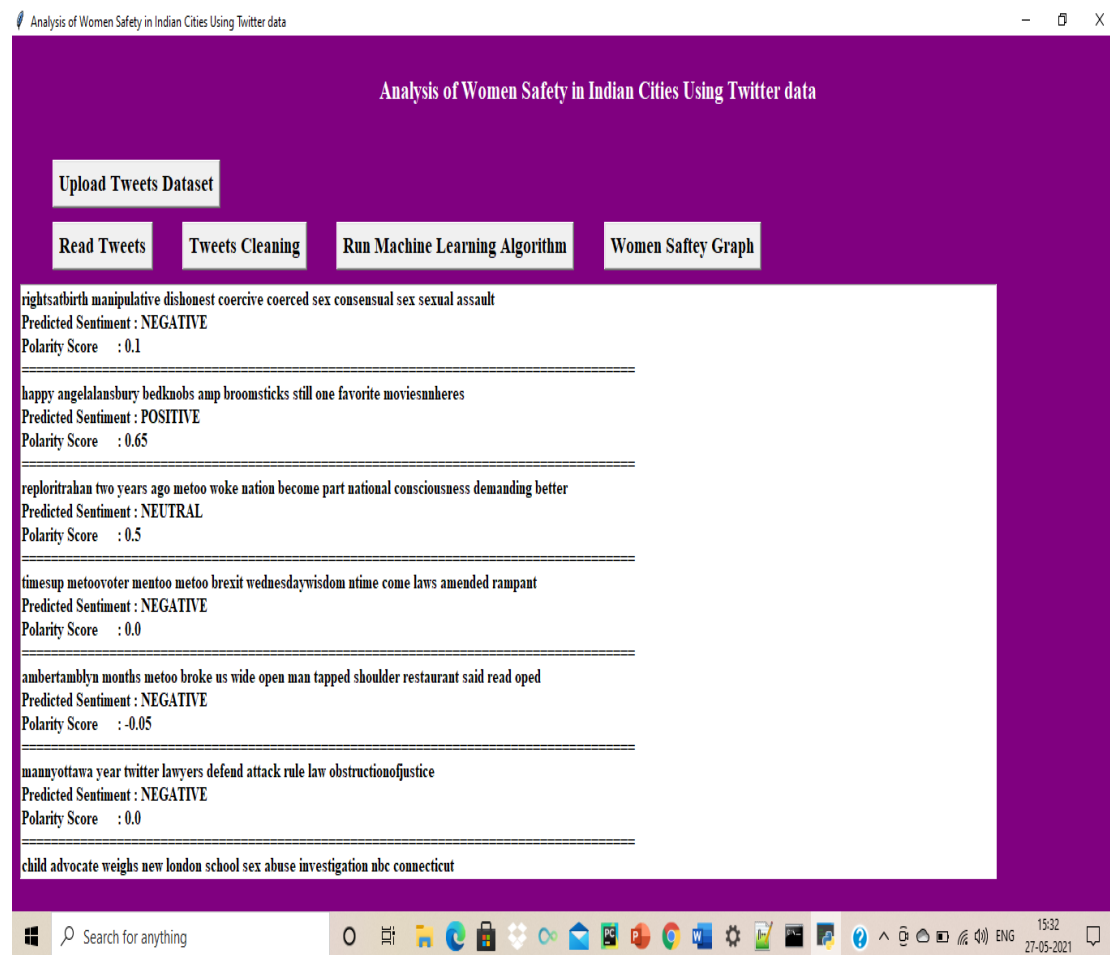 Analysis of Women Safety in Indian Cities Using Twitter data
Analysis of Women Safety in Indian Cities Using Twitter data
Upload Tweets Dataset
Read Tweets
Tweets Cleaning
Run Machine Learning Algorithm
Women Saftey Graph
rightsatbirth manipulative dishonest coercive coerced sex consensual sex sexual assault
Predicted Sentiment : NEGATIVE
Polarity Score : 0.1
================================================================================
happy angelalansbury bedknobs amp broomsticks still one favorite moviesnnheres
Predicted Sentiment : POSITIVE
Polarity Score : 0.65
================================================================================
reploritrahan two years ago metoo woke nation become part national consciousness demanding better
Predicted Sentiment : NEUTRAL
Polarity Score : 0.5
================================================================================
timesup metoovoter mentoo metoo brexit wednesdaywisdom ntime come laws amended rampant
Predicted Sentiment : NEGATIVE
Polarity Score : 0.0
================================================================================
ambertamblyn months metoo broke us wide open man tapped shoulder restaurant said read oped
Predicted Sentiment : NEGATIVE
Polarity Score : -0.05
================================================================================
mannyottawa year twitter lawyers defend attack rule law obstructionofjustice
Predicted Sentiment : NEGATIVE
Polarity Score : 0.0
================================================================================
child advocate weighs new london school sex abuse investigation nbc connecticut
Search for anything
ENG
15:32
27-05-2021